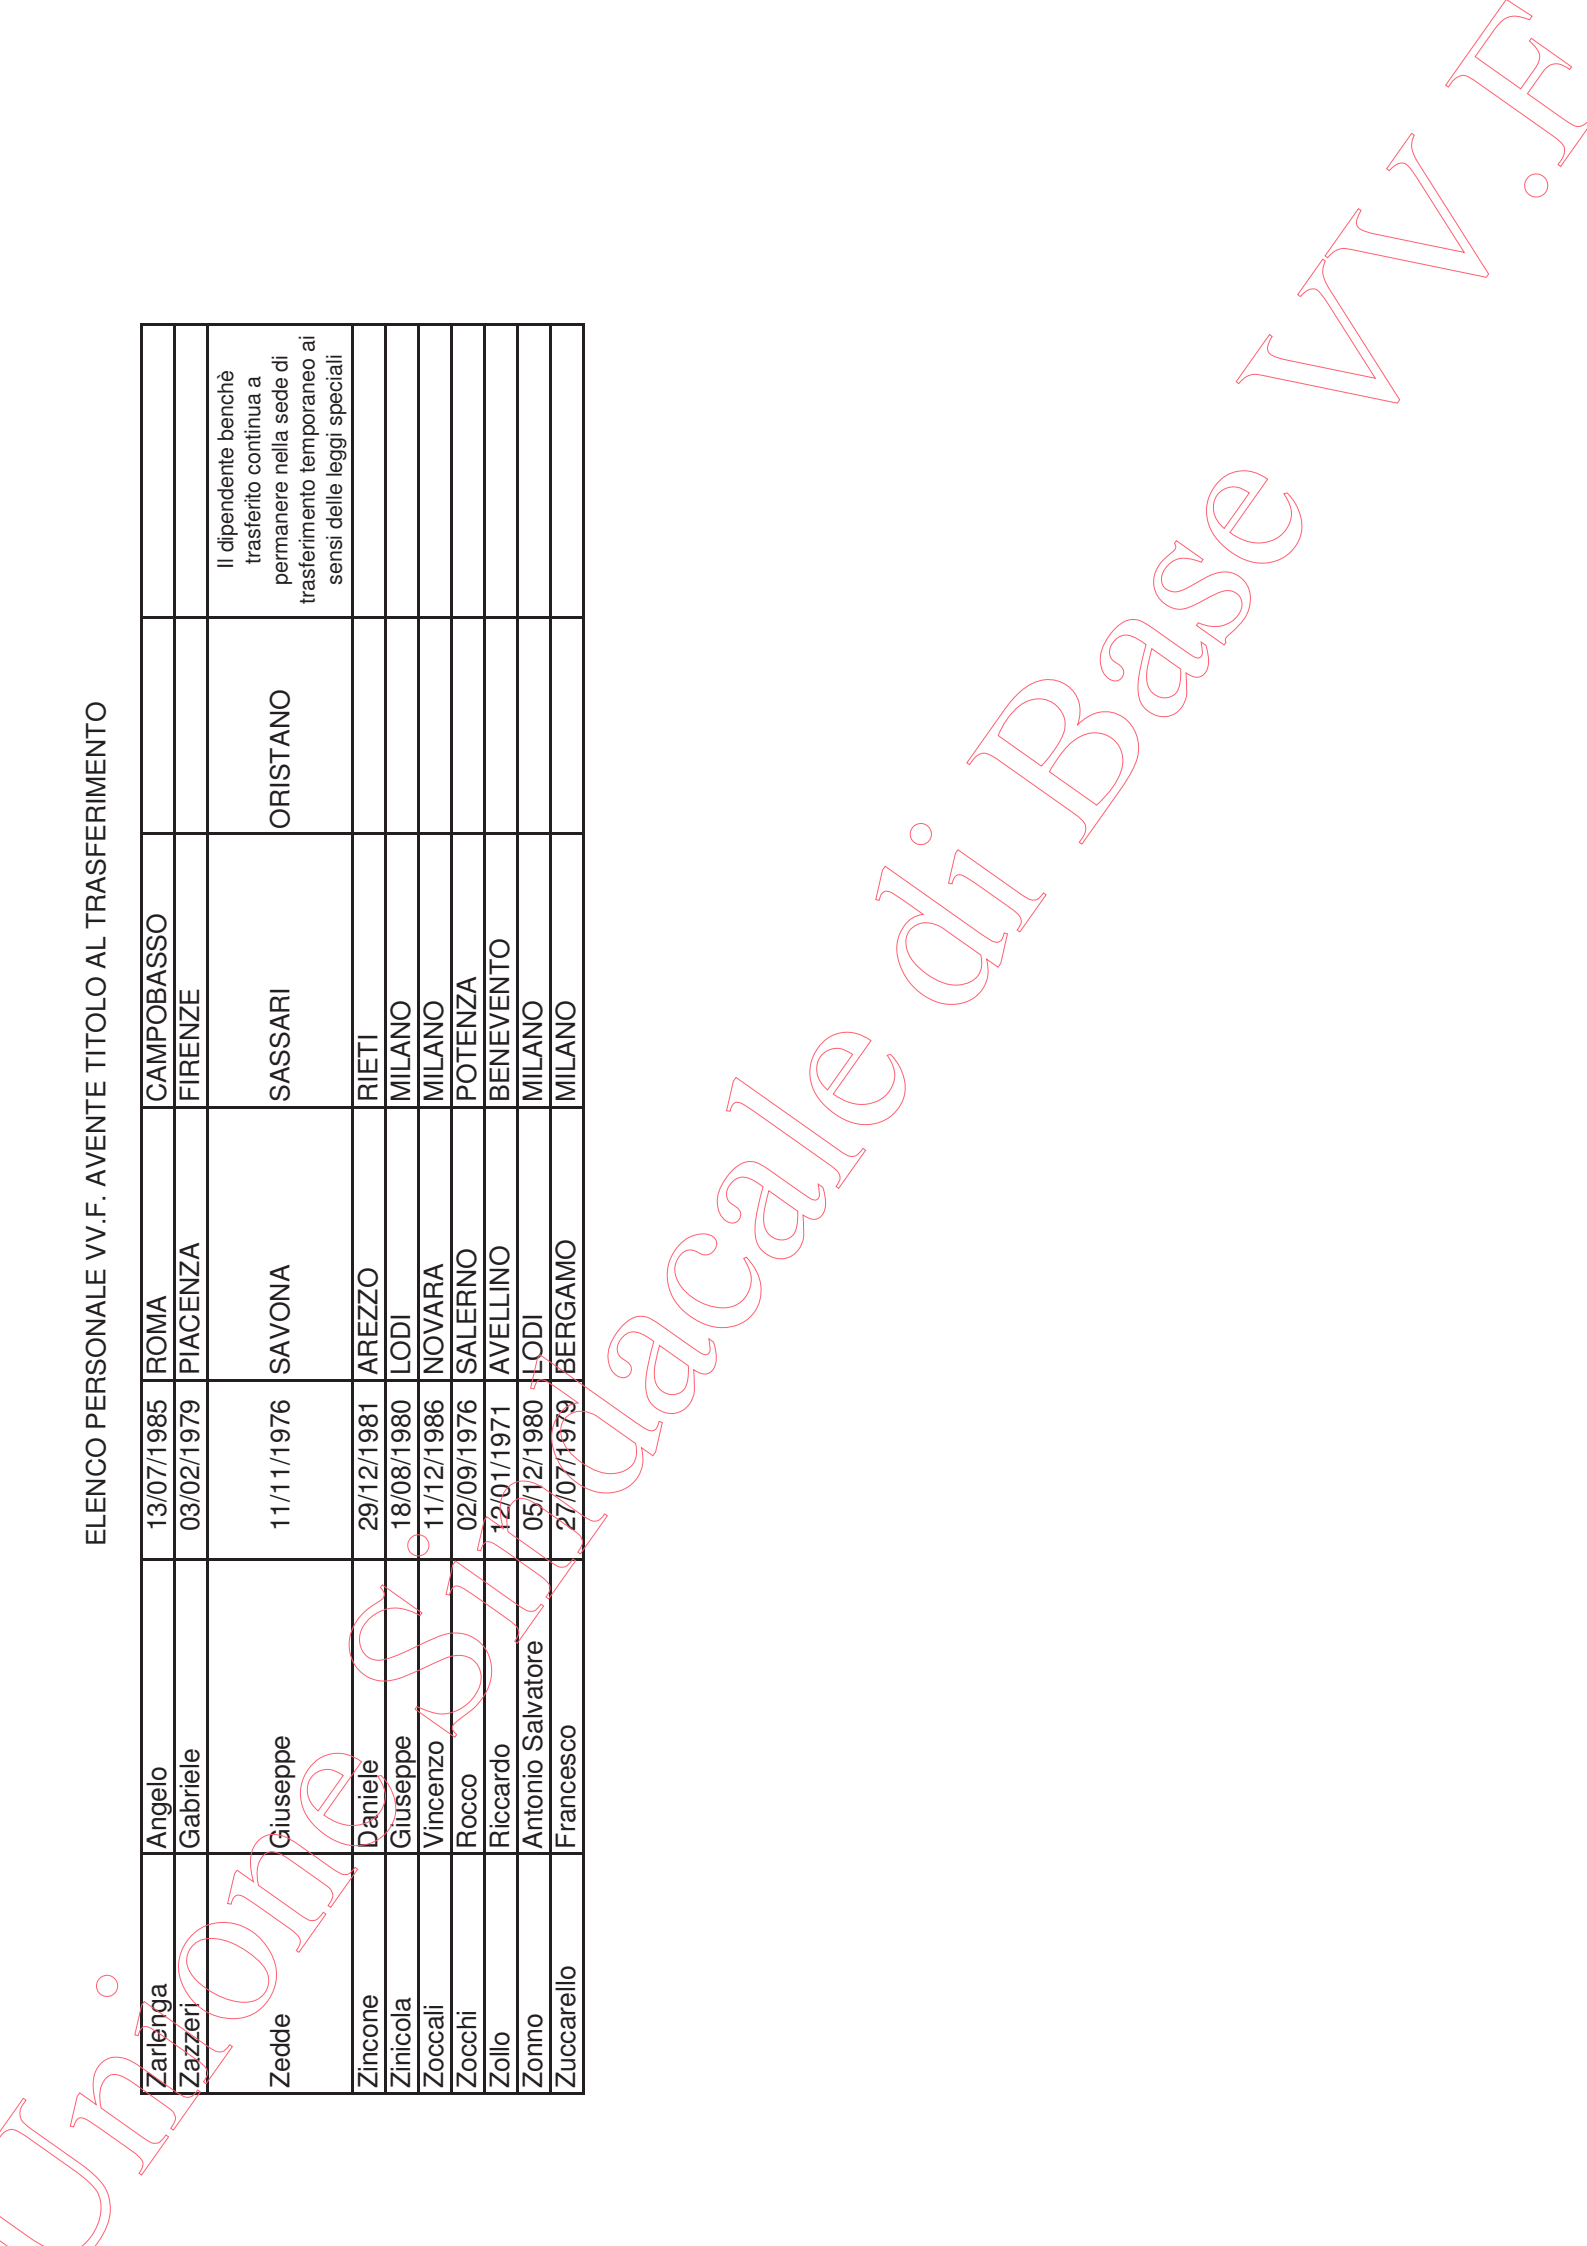 ELENCO PERSONALE VV.F. AVENTE TITOLO AL TRASFERIMENTO
Zarlenga Angelo 13/07/1985 ROMA CAMPOBASSO
Zazzeri Gabriele 03/02/1979 PIACENZA FIRENZE
Zedde Giuseppe 11/11/1976 SAVONA SASSARI ORISTANO
Il dipendente benchè
trasferito continua a
permanere nella sede di
trasferimento temporaneo ai
sensi delle leggi speciali
Zincone Daniele 29/12/1981 AREZZO RIETI
Zinicola Giuseppe 18/08/1980 LODI MILANO
Zoccali Vincenzo 11/12/1986 NOVARA MILANO
Zocchi Rocco 02/09/1976 SALERNO POTENZA
Zollo Riccardo 12/01/1971 AVELLINO BENEVENTO
Zonno Antonio Salvatore 05/12/1980 LODI MILANO
Zuccarello Francesco 27/07/1979 BERGAMO MILANO
Unione Sindacale di Base VV.F